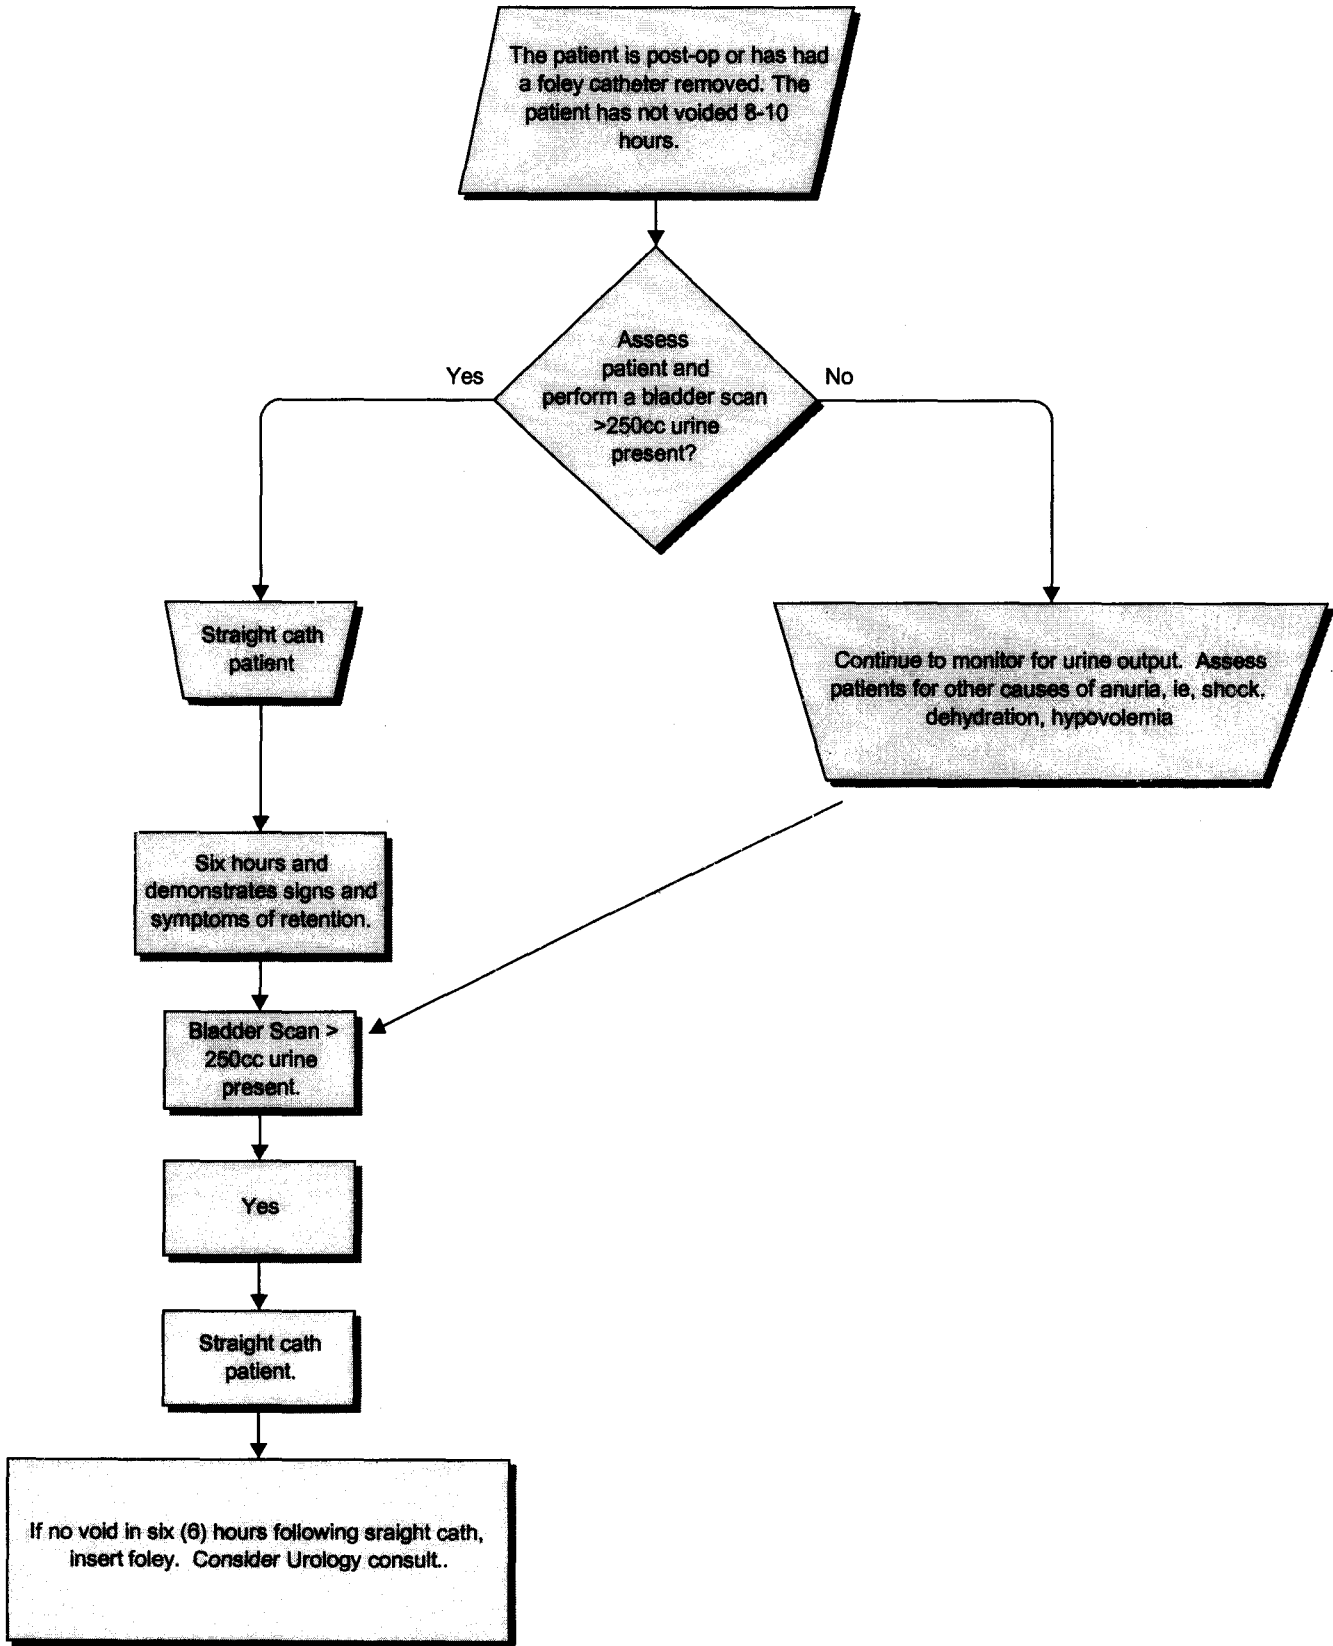 The patient is post-op or has had
a foley catheter removed. The
patient has not voided 8-10
hours.
Assess
patient and
perform a bladder scan
>250cc urine
present?
Yes
No
Straight cath
patient
Continue to monitor for urine output. Assess
patients for other causes of anuria, ie, shock,
dehydration, hypovolemia
Six hours and
demonstrates signs and
symptoms of retention.
Bladder Scan >
250cc urine
present.
Yes
Straight cath
patient.
If no void in six (6) hours following sraight cath,
insert foley. Consider Urology consult..